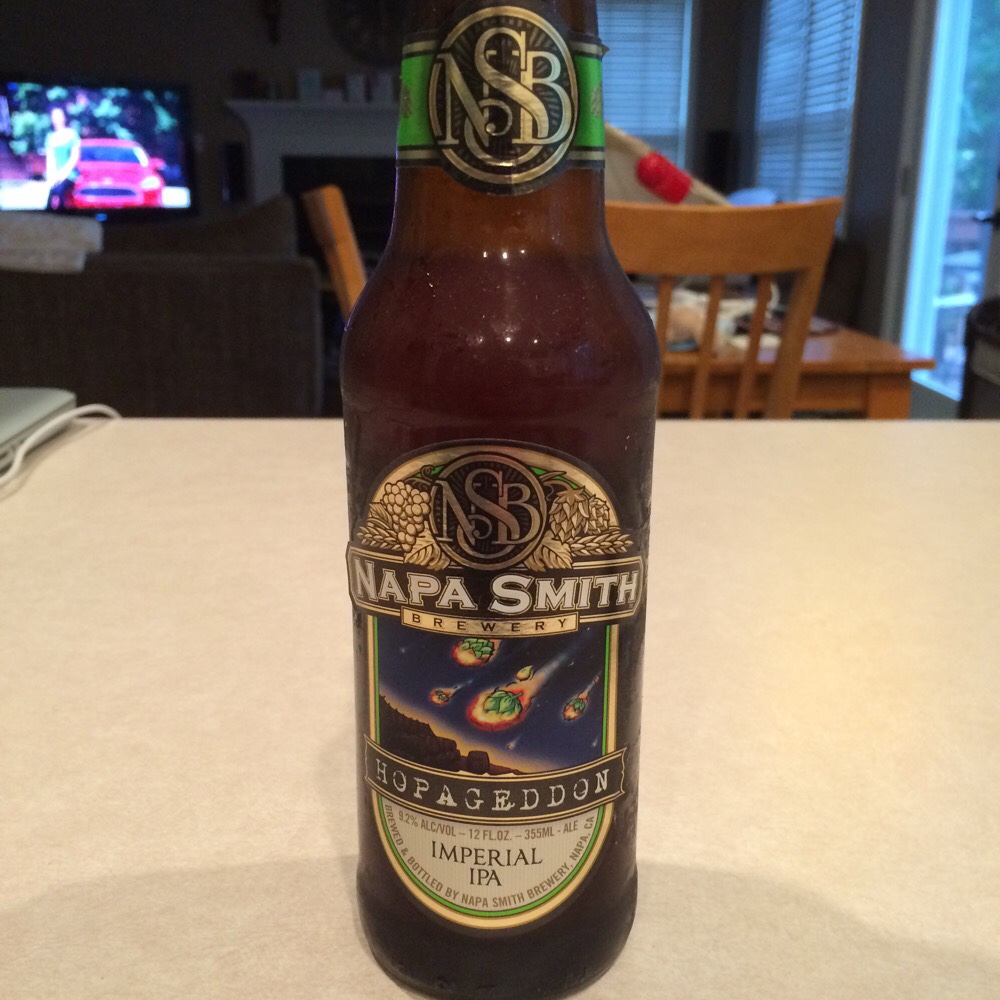 NSB
NSB
NAPA SMITH
BREWERY
HOPAGEDDON
9.2% ALC/VOL – 12 FL.OZ. – 355ML - ALE
IMPERIAL
IPA
BREWED & BOTTLED BY NAPA SMITH BREWERY, NAPA, CA